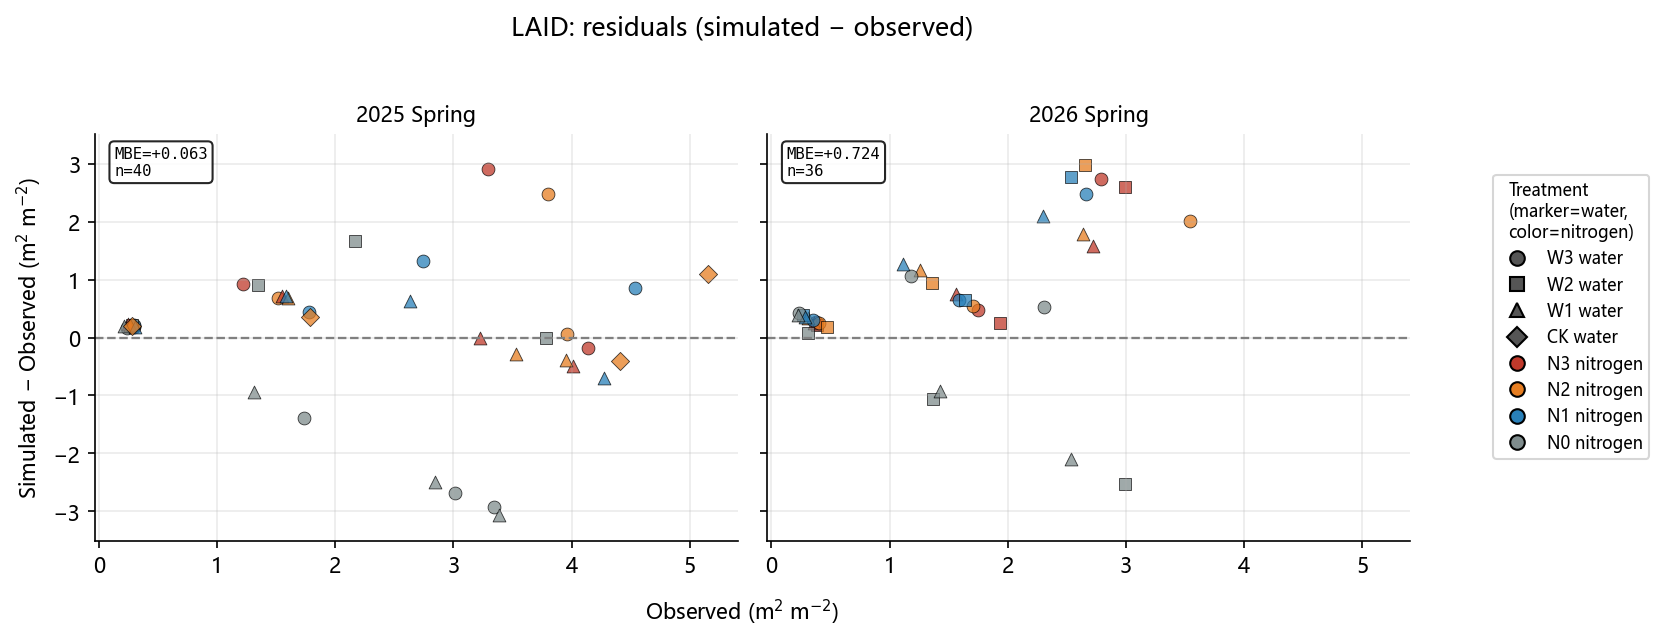 LAID: residuals (simulated − observed)
2025 Spring
2026 Spring
MBE=+0.063
n=40
MBE=+0.724
n=36
Simulated − Observed (m² m⁻²)
3
2
1
0
−1
−2
−3
0 1 2 3 4 5
0 1 2 3 4 5
Observed (m² m⁻²)
Treatment
(marker=water,
color=nitrogen)
W3 water
W2 water
W1 water
CK water
N3 nitrogen
N2 nitrogen
N1 nitrogen
N0 nitrogen